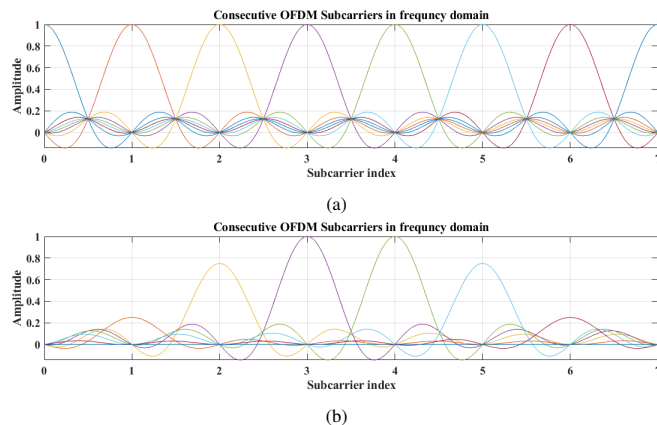 Consecutive OFDM Subcarriers in frequncy domain
1
0.8
0.6
0.4
0.2
0
Amplitude
0 1 2 3 4 5 6 7
Subcarrier index
(a)
Consecutive OFDM Subcarriers in frequncy domain
1
0.8
0.6
0.4
0.2
0
Amplitude
0 1 2 3 4 5 6 7
Subcarrier index
(b)